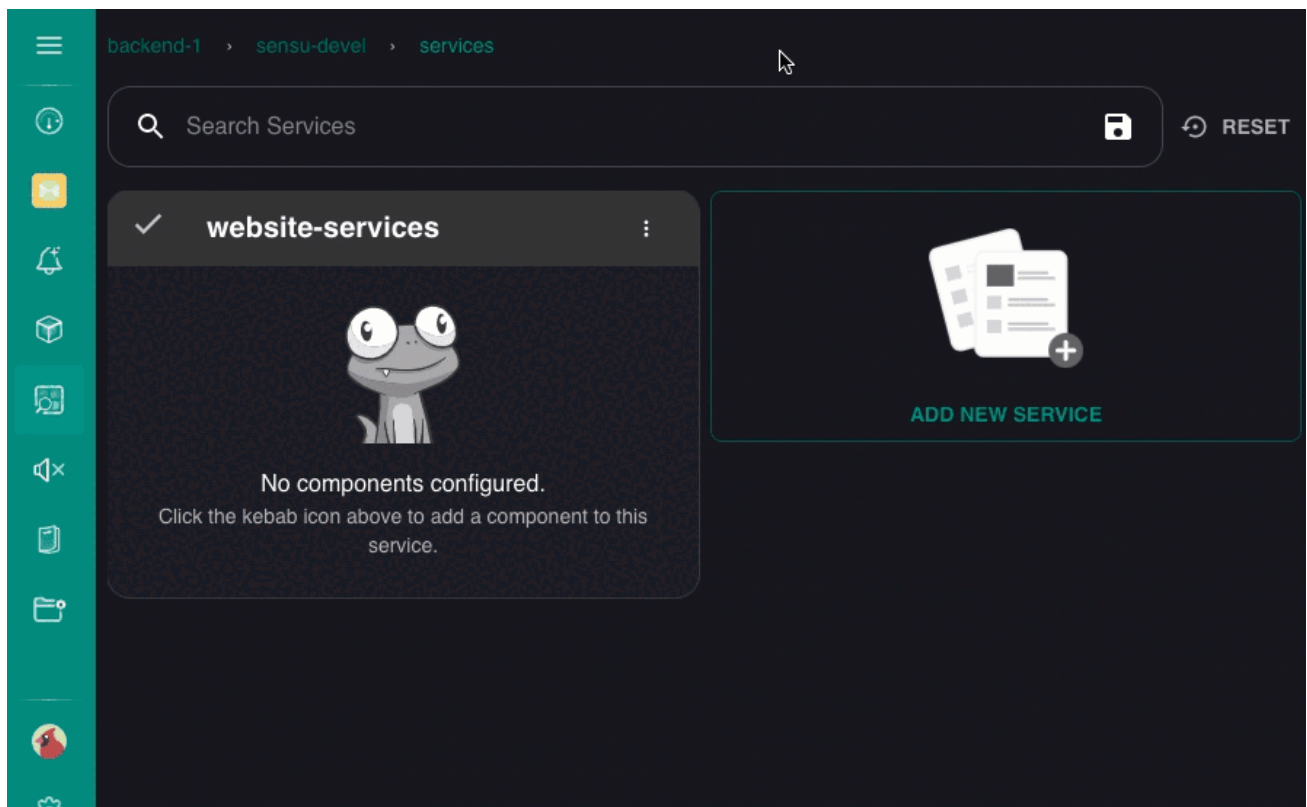 backend-1 › sensu-devel › services
Search Services
RESET
website-services
ADD NEW SERVICE
No components configured.
Click the kebab icon above to add a component to this
service.